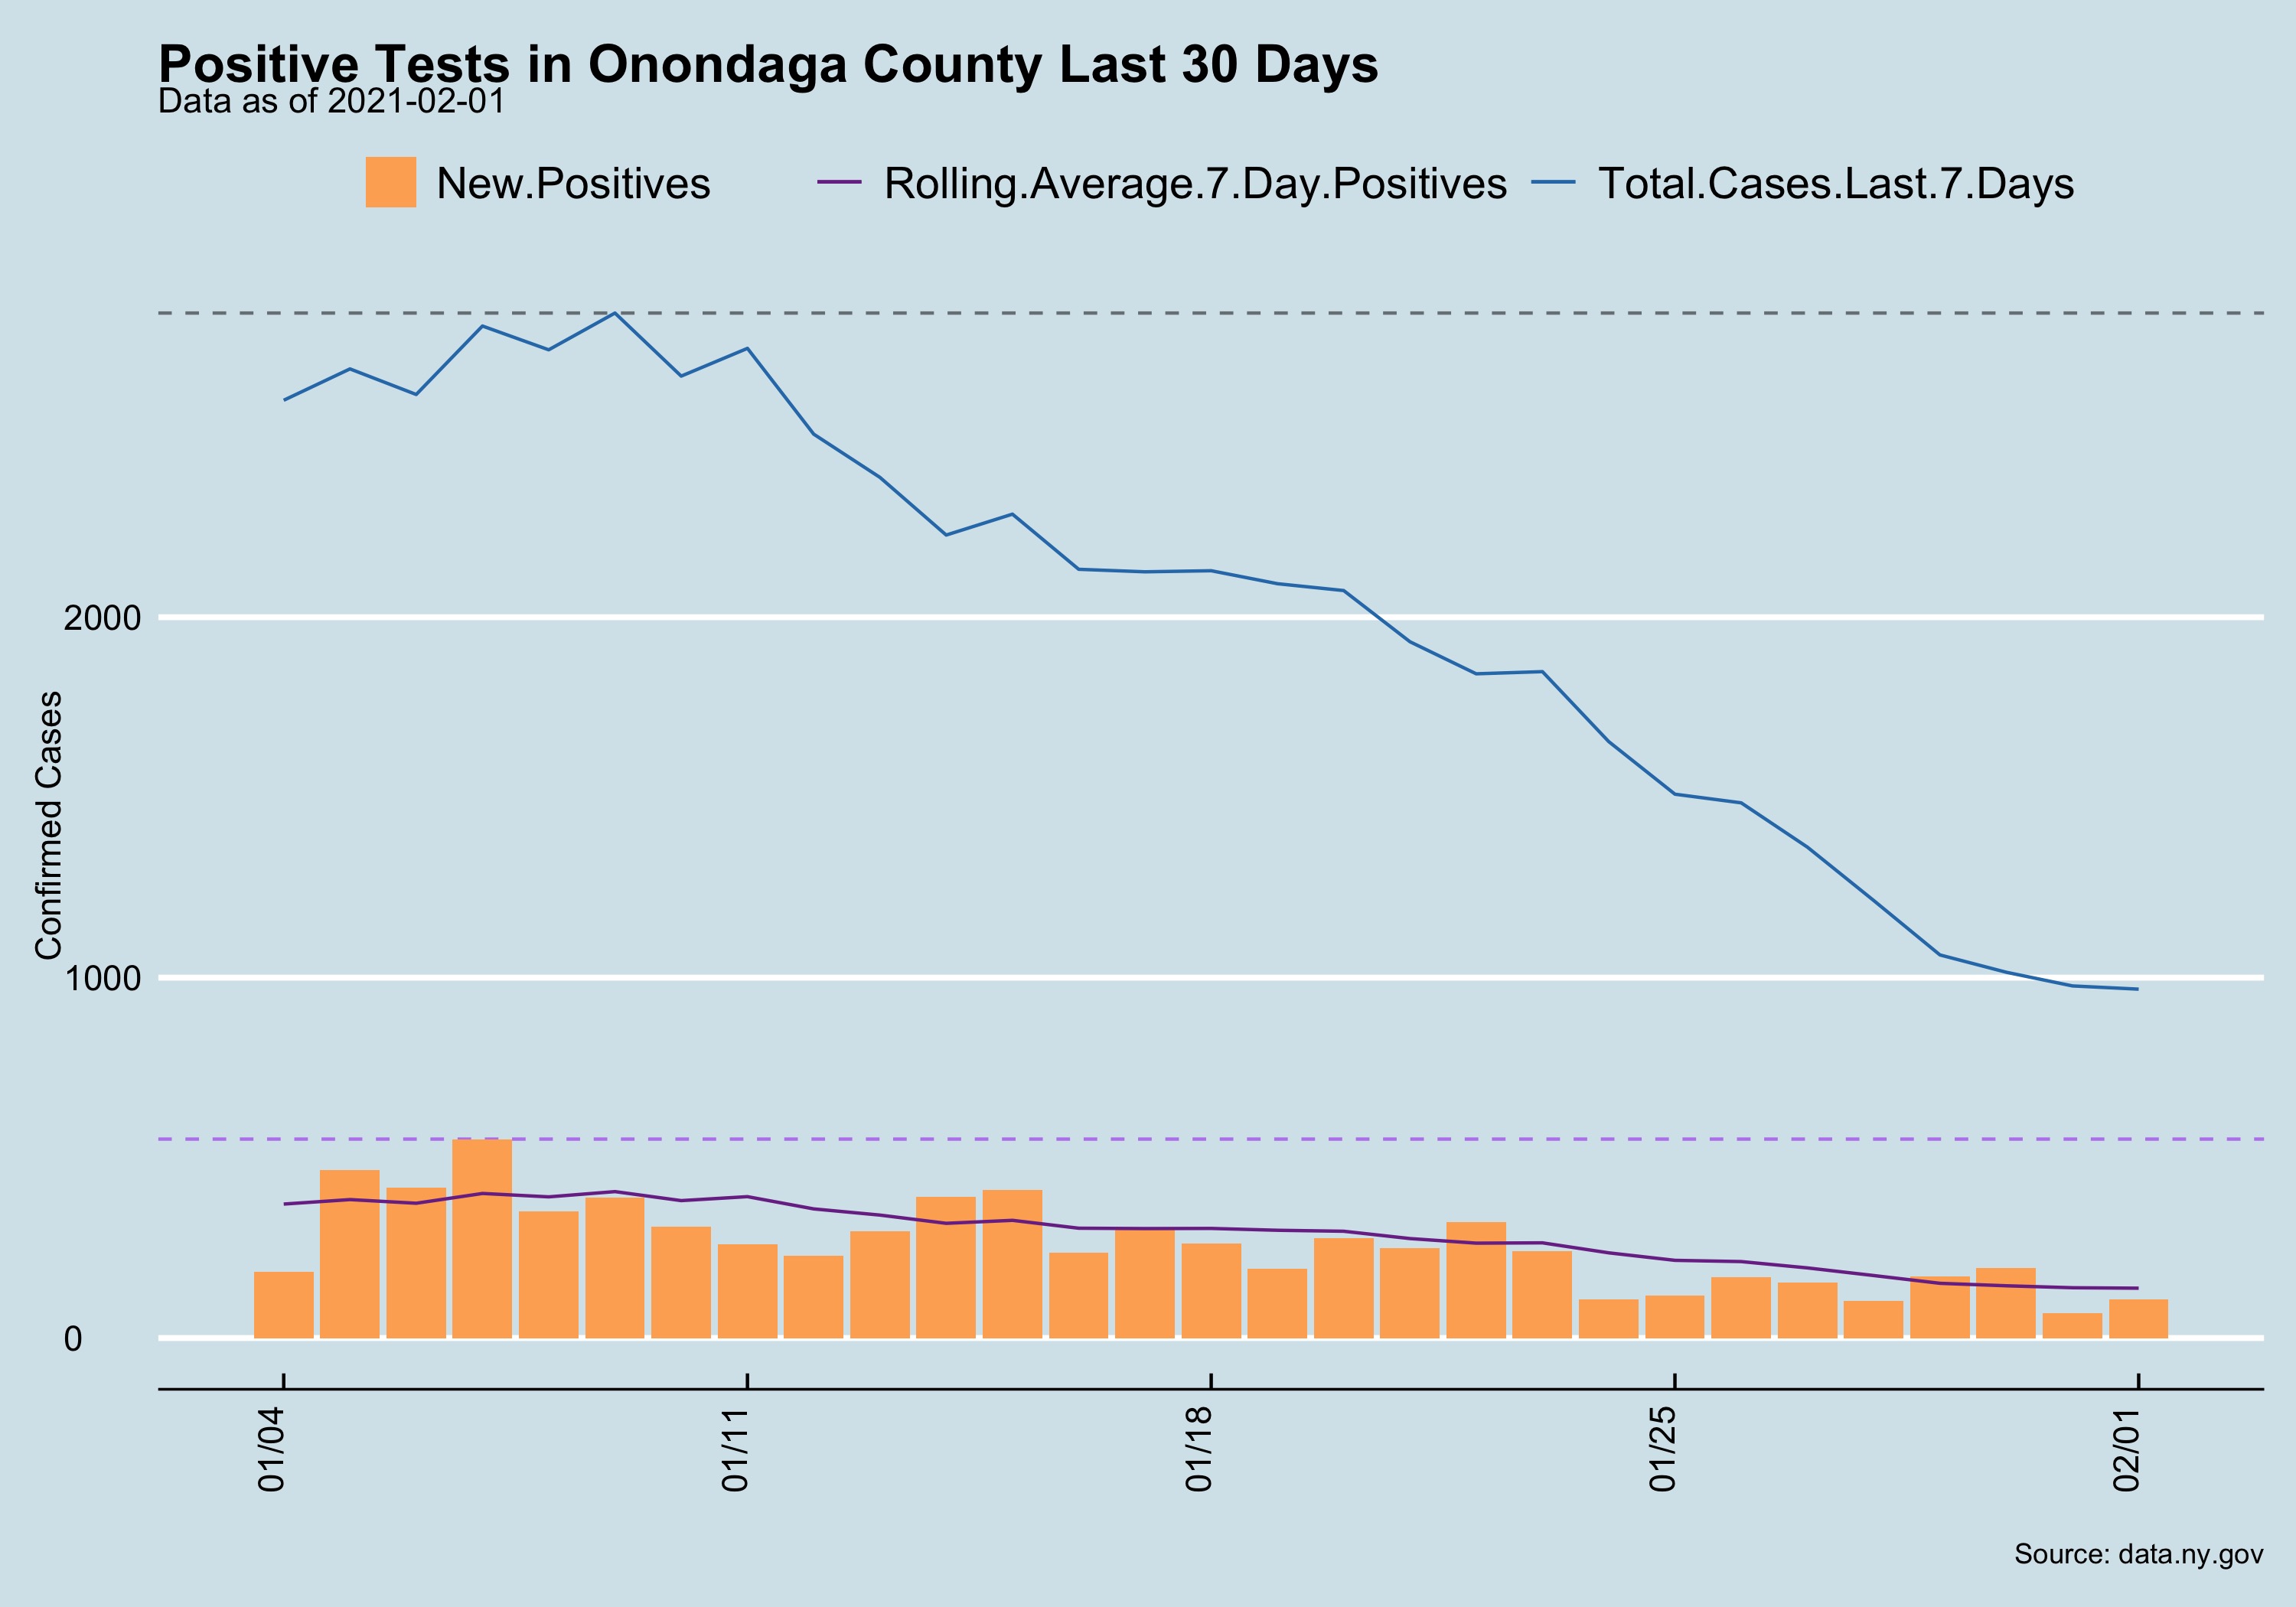 Positive Tests in Onondaga County Last 30 Days
Data as of 2021-02-01
New.Positives
Rolling.Average.7.Day.Positives
Total.Cases.Last.7.Days
Confirmed Cases
2000
1000
0
01/04
01/11
01/18
01/25
02/01
Source: data.ny.gov